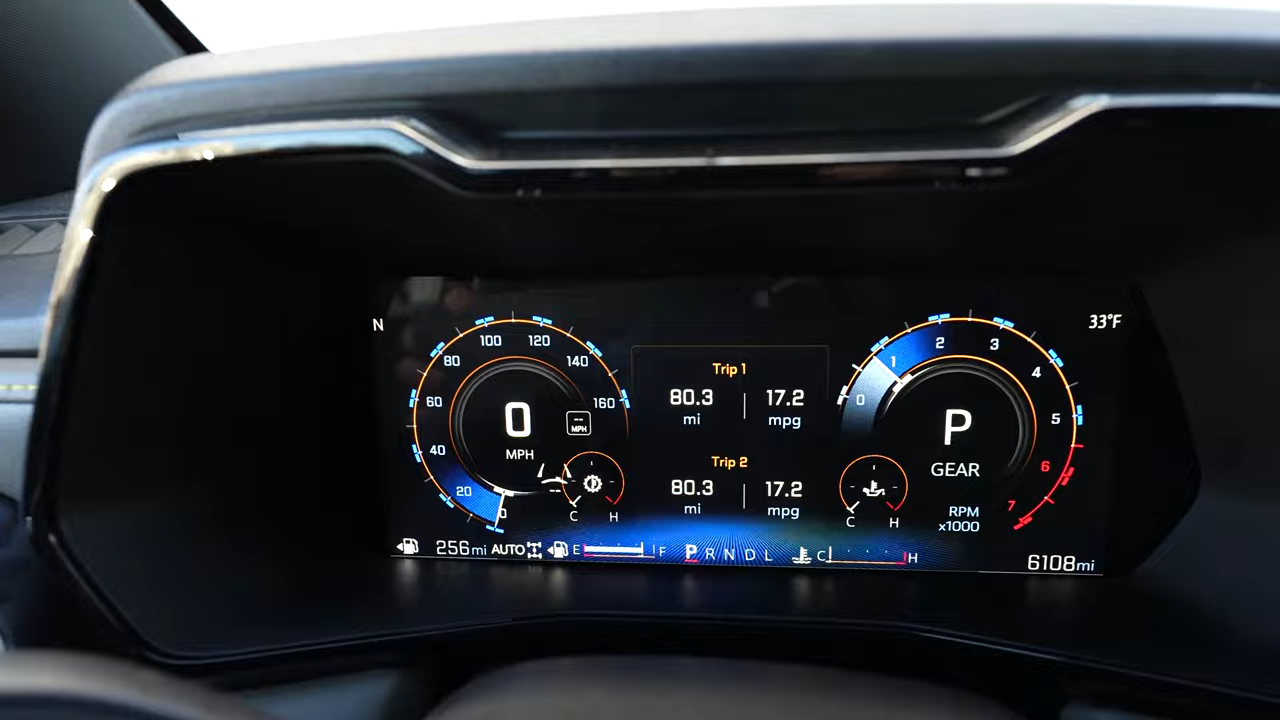 N
33°F
0 20 40 60 80 100 120 140 160
0
MPH
--
MPH
--
C H
Trip 1
80.3 17.2
mi mpg
Trip 2
80.3 17.2
mi mpg
0 1 2 3 4 5 6 7
P
GEAR
RPM
x1000
C H
256mi AUTO E F P R N D L C H 6108mi